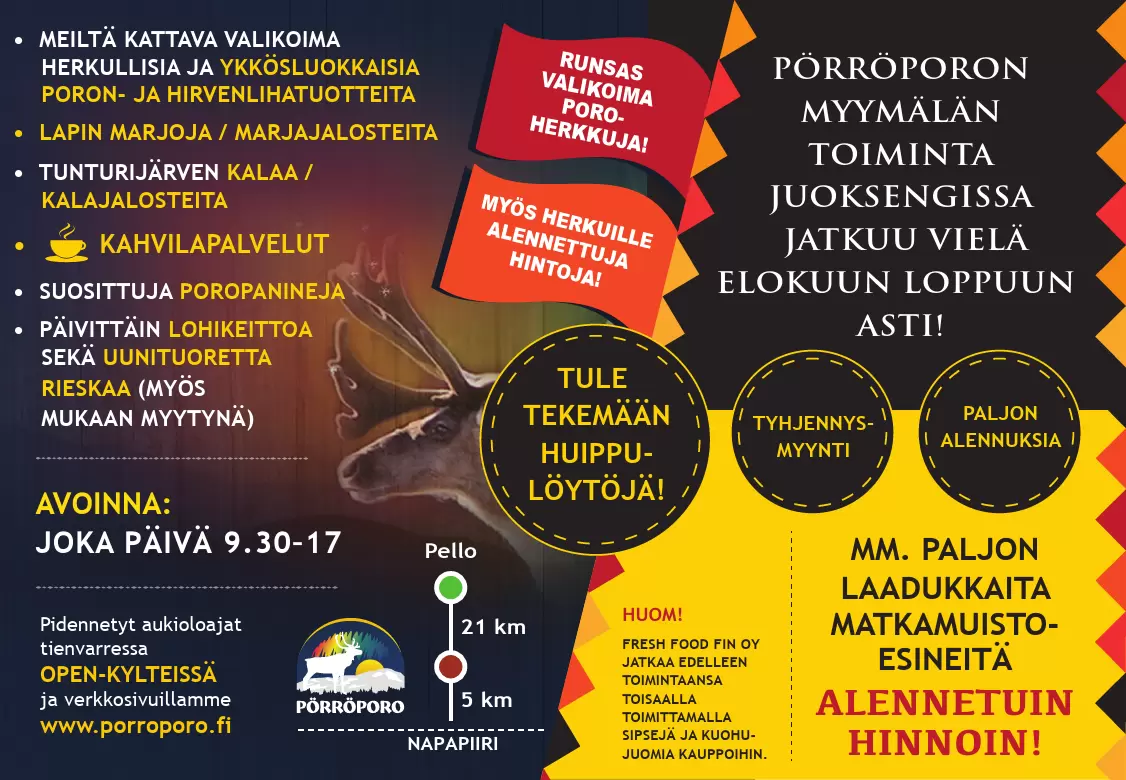 • MEILTÄ KATTAVA VALIKOIMA
HERKULLISIA JA YKKÖSLUOKKAISIA
PORON- JA HIRVENLIHATUOTTEITA
• LAPIN MARJOJA / MARJAJALOSTEITA
• TUNTURIJÄRVEN KALAA /
KALAJALOSTEITA
• KAHVILAPALVELUT
• SUOSITTUJA POROPANINEJA
• PÄIVITTÄIN LOHIKEITTOA
SEKÄ UUNITUORETTA
RIESKAA (MYÖS
MUKAAN MYYTYNÄ)
AVOINNA:
JOKA PÄIVÄ 9.30–17
Pidennetyt aukioloajat
tienvarressa
OPEN-KYLTEISSÄ
ja verkkosivuillamme
www.porroporo.fi
PÖRRÖPORO
Pello
21 km
5 km
NAPAPIIRI
RUNSAS
VALIKOIMA
PORO-
HERKKUJA!
MYÖS HERKUILLE
ALENNETTUJA
HINTOJA!
TULE
TEKEMÄÄN
HUIPPU-
LÖYTÖJÄ!
PÖRRÖPORON
MYYMÄLÄN
TOIMINTA
JUOKSENGISSA
JATKUU VIELÄ
ELOKUUN LOPPUUN
ASTI!
TYHJENNYS-
MYYNTI
PALJON
ALENNUKSIA
HUOM!
FRESH FOOD FIN OY
JATKAA EDELLEEN
TOIMINTAANSA
TOISAALLA
TOIMITTAMALLA
SIPSEJÄ JA KUOHU-
JUOMIA KAUPPOIHIN.
MM. PALJON
LAADUKKAITA
MATKAMUISTO-
ESINEITÄ
ALENNETUIN
HINNOIN!